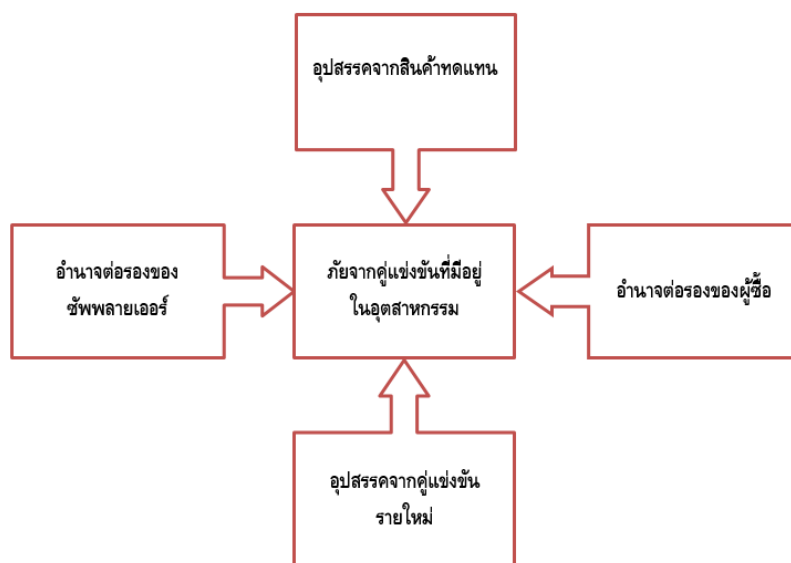 อุปสรรคจากสินค้าทดแทน
อำนาจต่อรองของ
ซัพพลายเออร์
ภัยจากคู่แข่งขันที่มีอยู่
ในอุตสาหกรรม
อำนาจต่อรองของผู้ซื้อ
อุปสรรคจากคู่แข่งขัน
รายใหม่